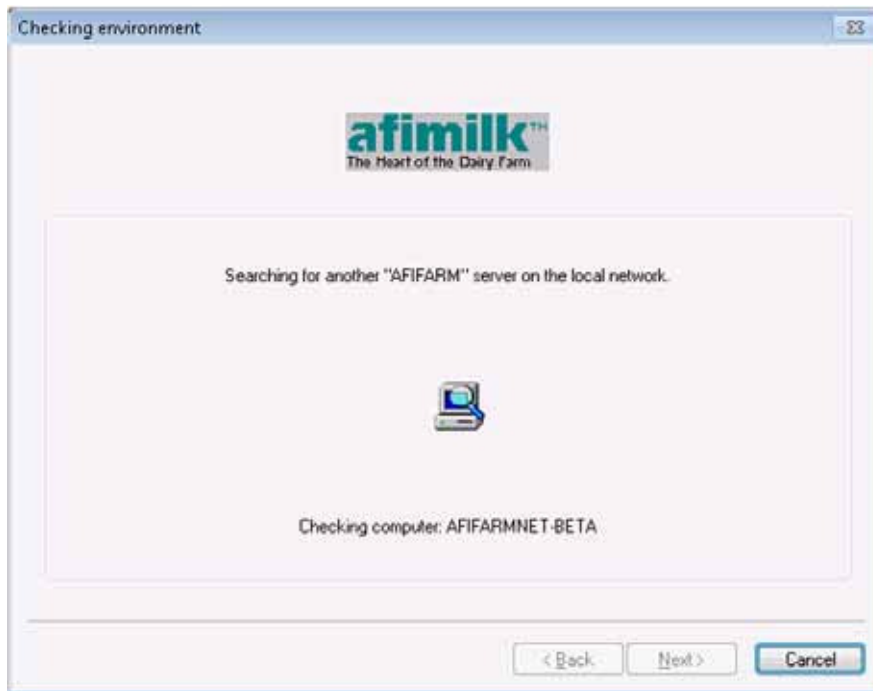 Checking environment
afimilk™
The Heart of the Dairy Farm
Searching for another "AFIFARM" server on the local network.
Checking computer: AFIFARMNET-BETA
< Back
Next >
Cancel